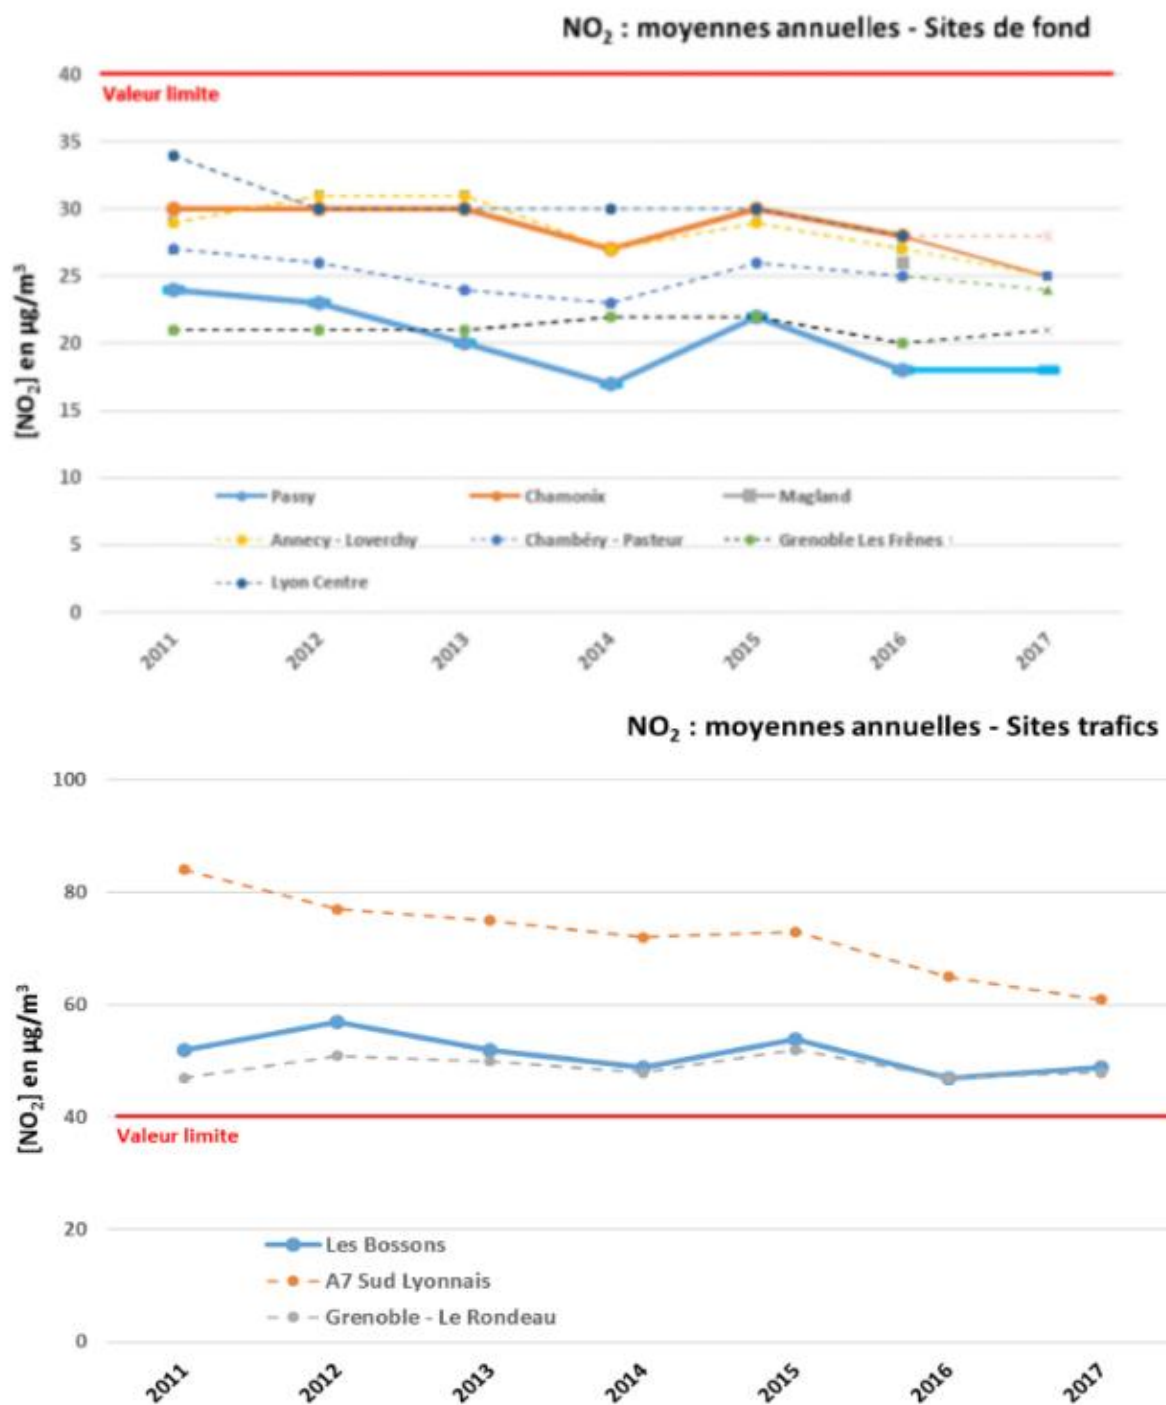 NO₂ : moyennes annuelles - Sites de fond
40
Valeur limite
35
30
25
20
15
10
5
0
[NO₂] en µg/m³
Passy
Chamonix
Magland
Annecy - Loverchy
Chambéry - Pasteur
Grenoble Les Frênes
Lyon Centre
2011
2012
2013
2014
2015
2016
2017
NO₂ : moyennes annuelles - Sites trafics
100
80
60
40
Valeur limite
20
0
[NO₂] en µg/m³
Les Bossons
A7 Sud Lyonnais
Grenoble - Le Rondeau
2011
2012
2013
2014
2015
2016
2017